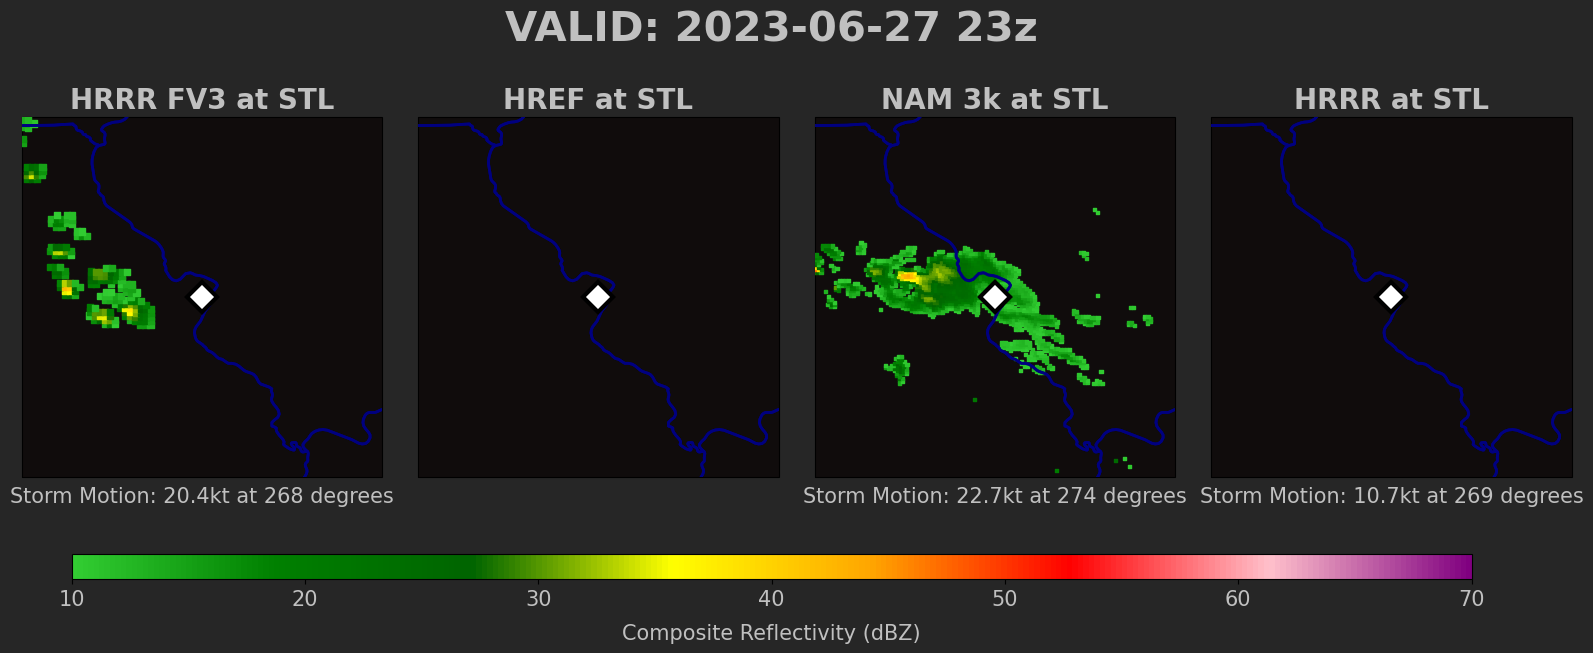 VALID: 2023-06-27 23z
HRRR FV3 at STL
HREF at STL
NAM 3k at STL
HRRR at STL
Storm Motion: 20.4kt at 268 degrees
Storm Motion: 22.7kt at 274 degrees
Storm Motion: 10.7kt at 269 degrees
10 20 30 40 50 60 70
Composite Reflectivity (dBZ)